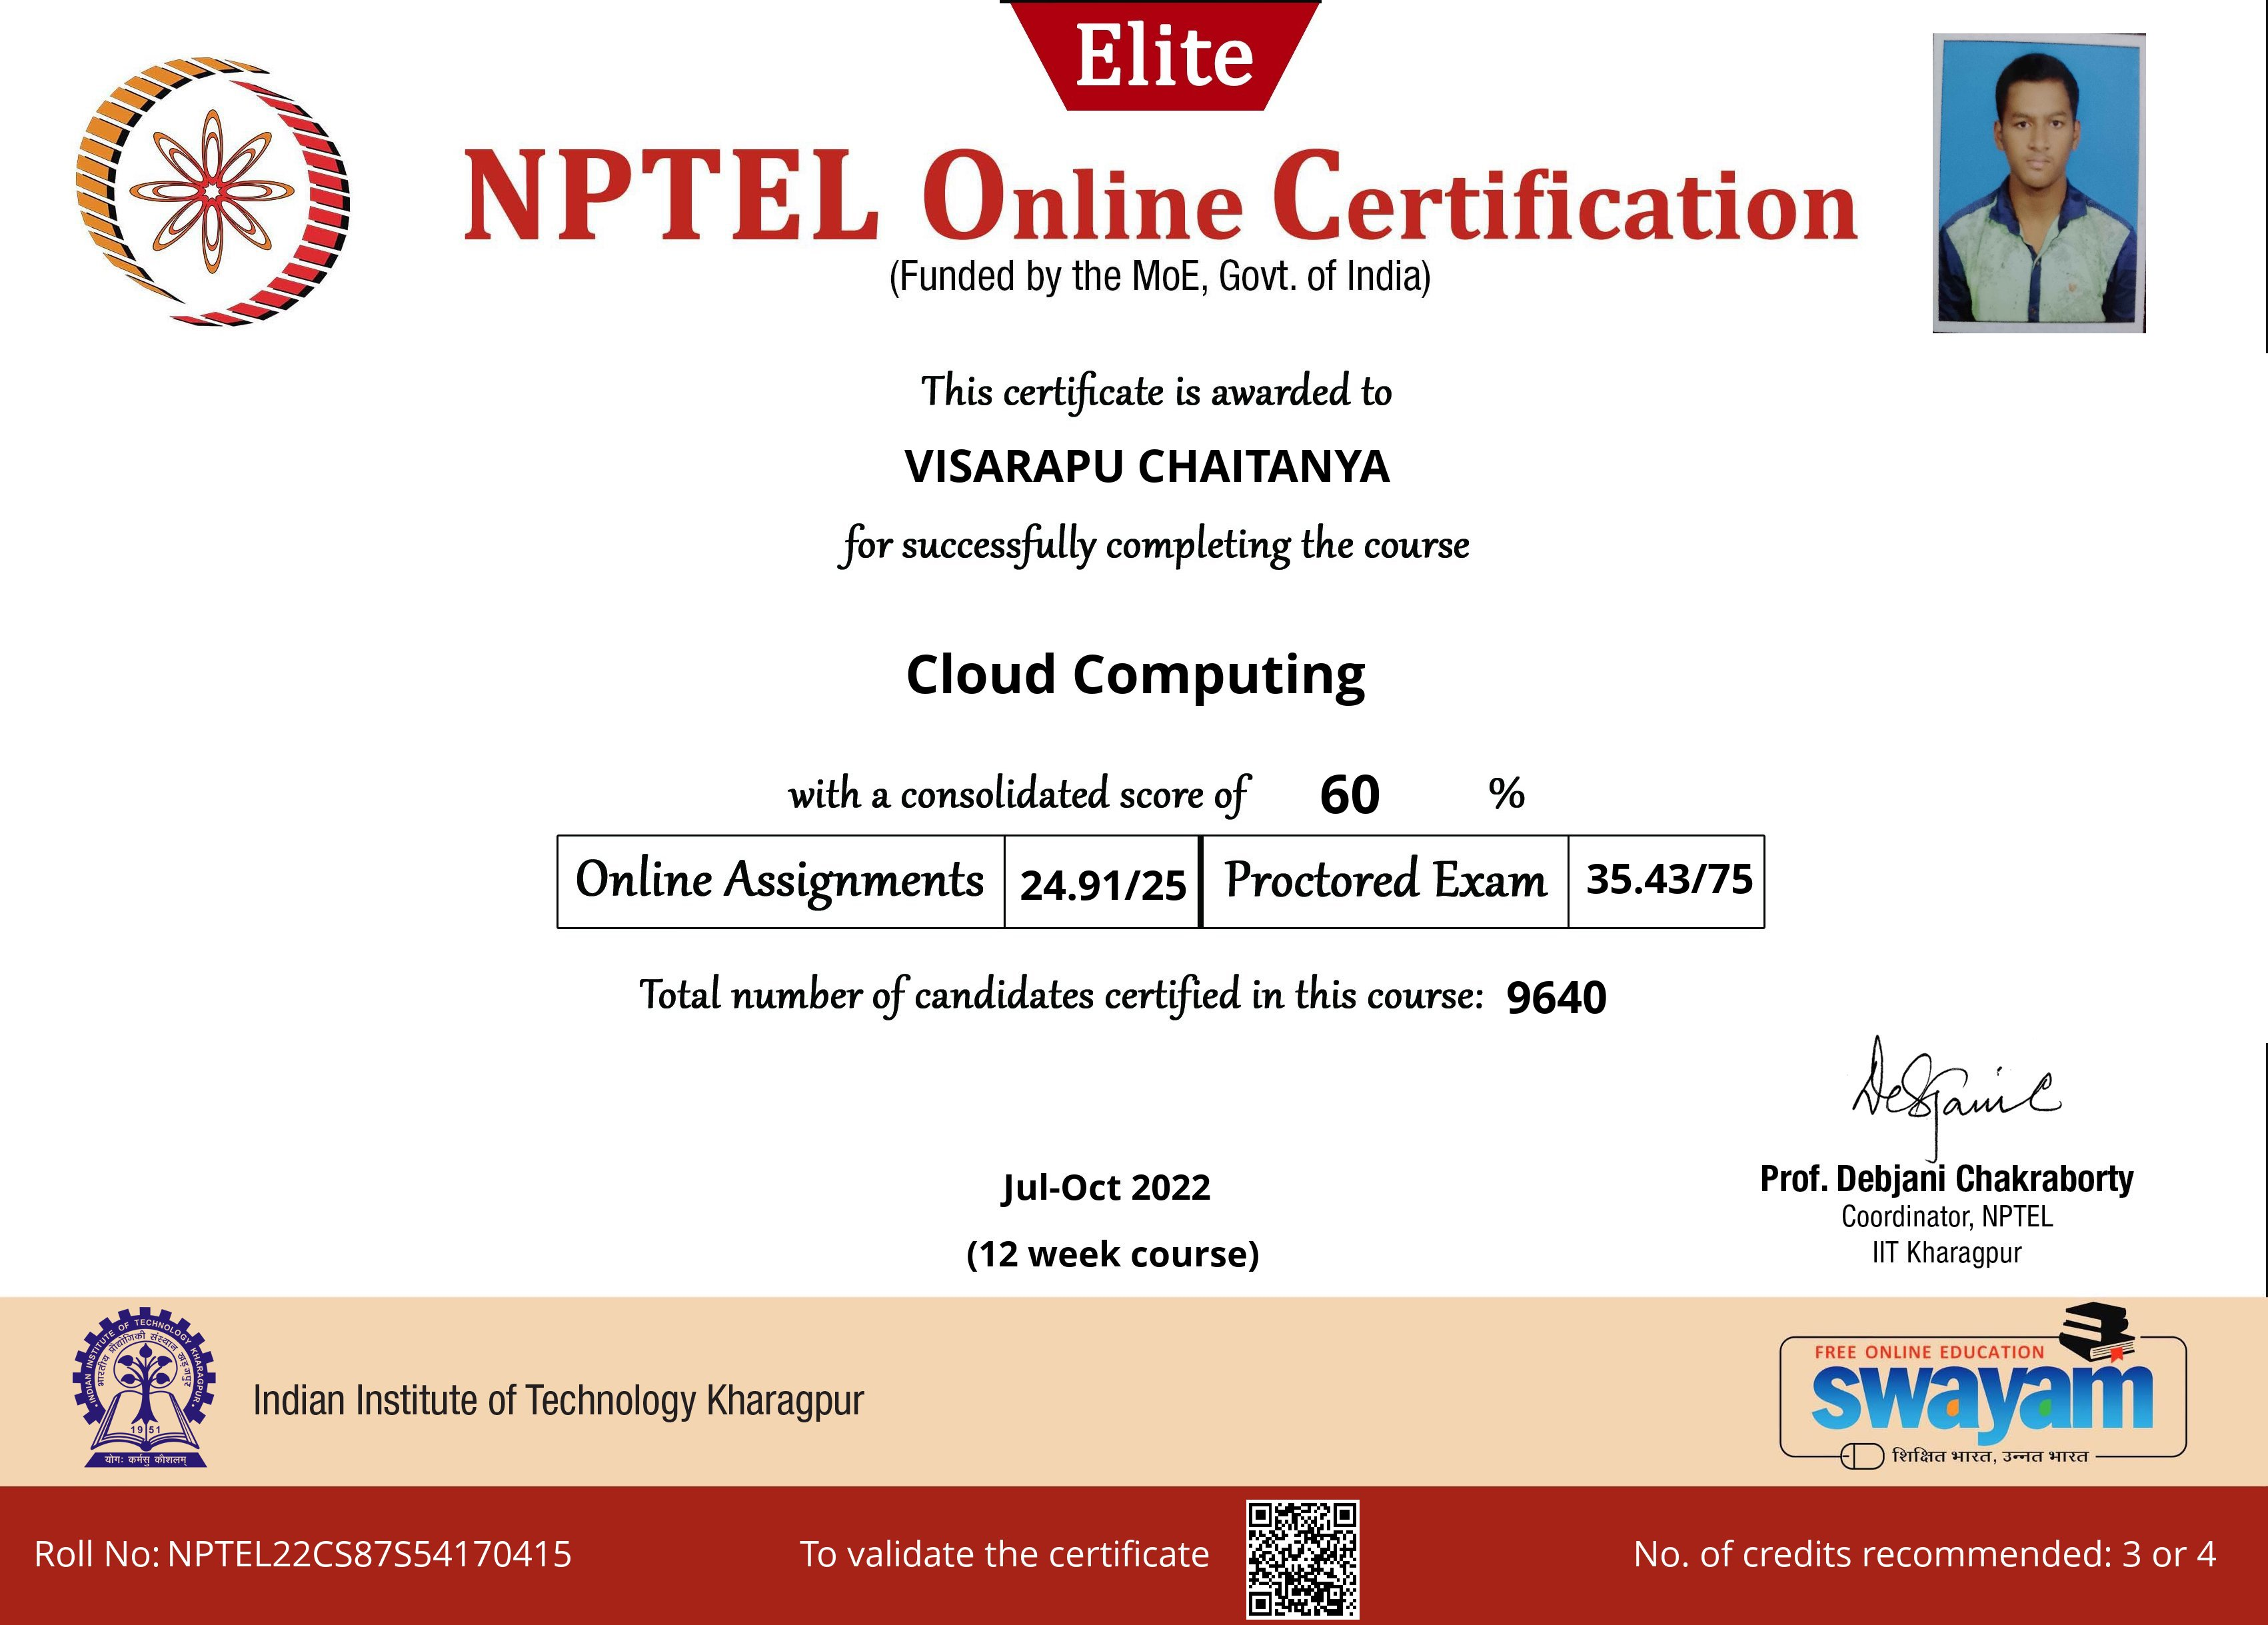 Elite
NPTEL Online Certification
(Funded by the MoE, Govt. of India)
This certificate is awarded to
VISARAPU CHAITANYA
for successfully completing the course
Cloud Computing
with a consolidated score of 60 %
Online Assignments 24.91/25 Proctored Exam 35.43/75
Total number of candidates certified in this course: 9640
Jul-Oct 2022
(12 week course)
Prof. Debjani Chakraborty
Coordinator, NPTEL
IIT Kharagpur
INDIAN INSTITUTE OF TECHNOLOGY KHARAGPUR
भारतीय प्रौद्योगिकी संस्थान खड़गपुर
1951
योगः कर्मसु कौशलम्
Indian Institute of Technology Kharagpur
FREE ONLINE EDUCATION
swayam
शिक्षित भारत, उन्नत भारत
Roll No: NPTEL22CS87S54170415
To validate the certificate
No. of credits recommended: 3 or 4